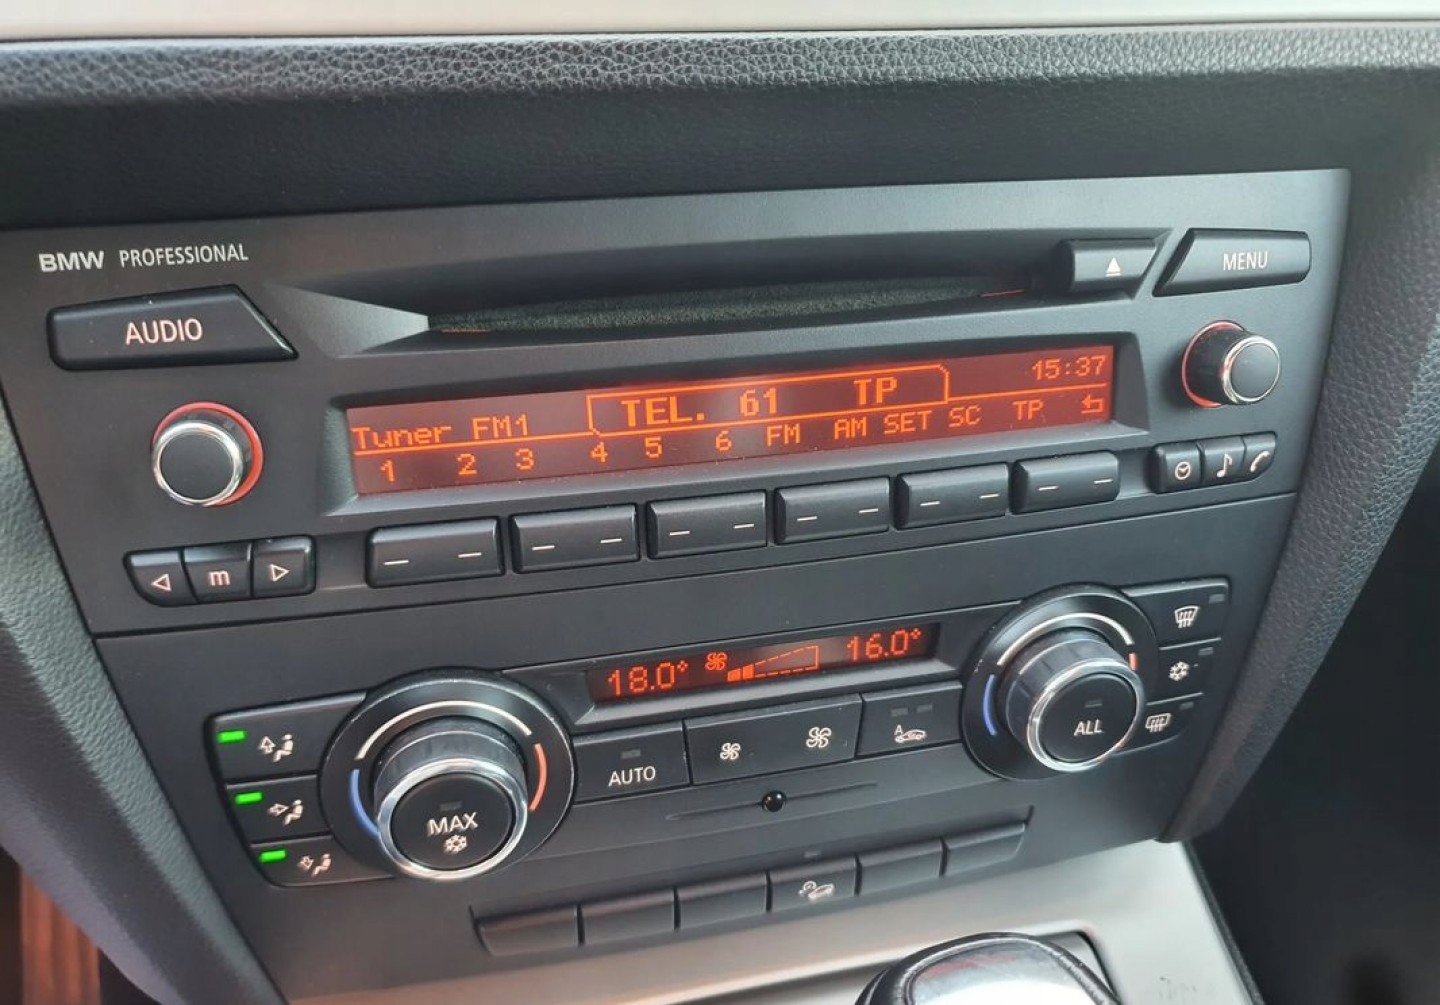 BMW PROFESSIONAL
MENU
AUDIO
15:37
Tuner FM1 TEL. 61 TP
1 2 3 4 5 6 FM AM SET SC TP
m
18.0° 16.0°
AUTO
A
ALL
MAX